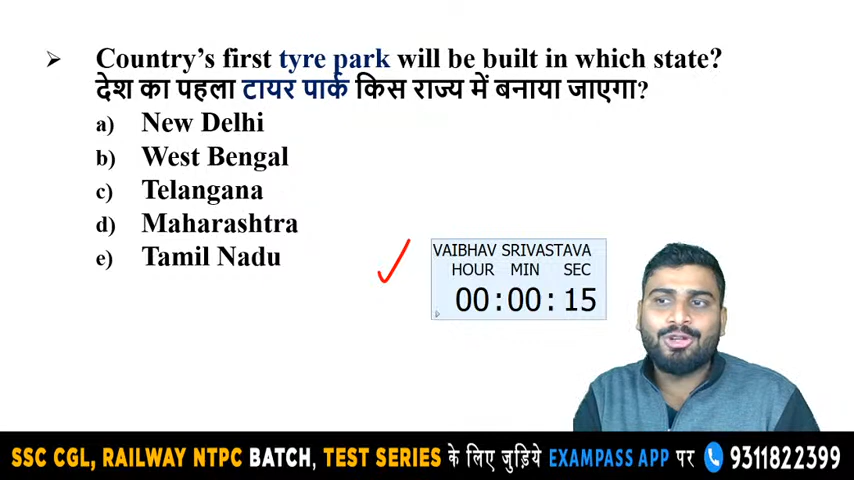 ➢ Country's first tyre park will be built in which state?
देश का पहला टायर पार्क किस राज्य में बनाया जाएगा?
a) New Delhi
b) West Bengal
c) Telangana
d) Maharashtra
e) Tamil Nadu
VAIBHAV SRIVASTAVA
HOUR MIN SEC
00:00:15
SSC CGL, RAILWAY NTPC BATCH, TEST SERIES के लिए जुड़िये EXAMPASS APP पर 9311822399